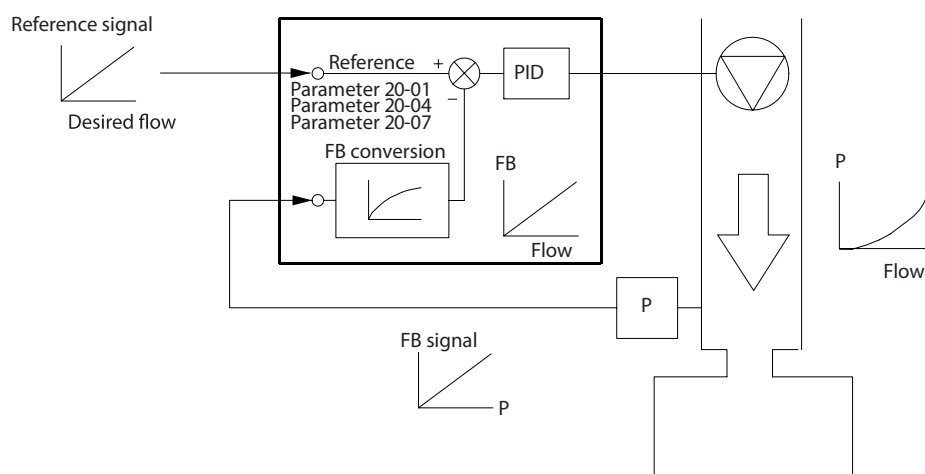 Reference signal
Desired flow
Reference
+
PID
Parameter 20-01
Parameter 20-04
Parameter 20-07
–
FB conversion
FB
Flow
P
Flow
P
FB signal
P